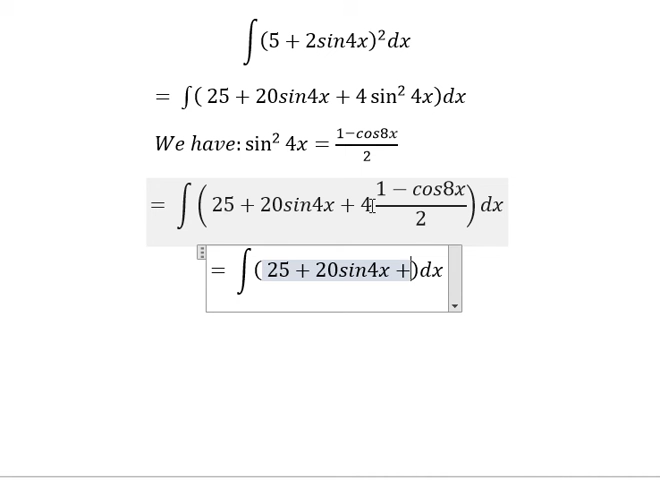 ∫(5 + 2sin4x)²dx
= ∫( 25 + 20sin4x + 4 sin² 4x)dx
We have: sin² 4x = (1−cos8x)/2
= ∫(25 + 20sin4x + 4 (1 − cos8x)/2) dx
= ∫( 25 + 20sin4x +)dx